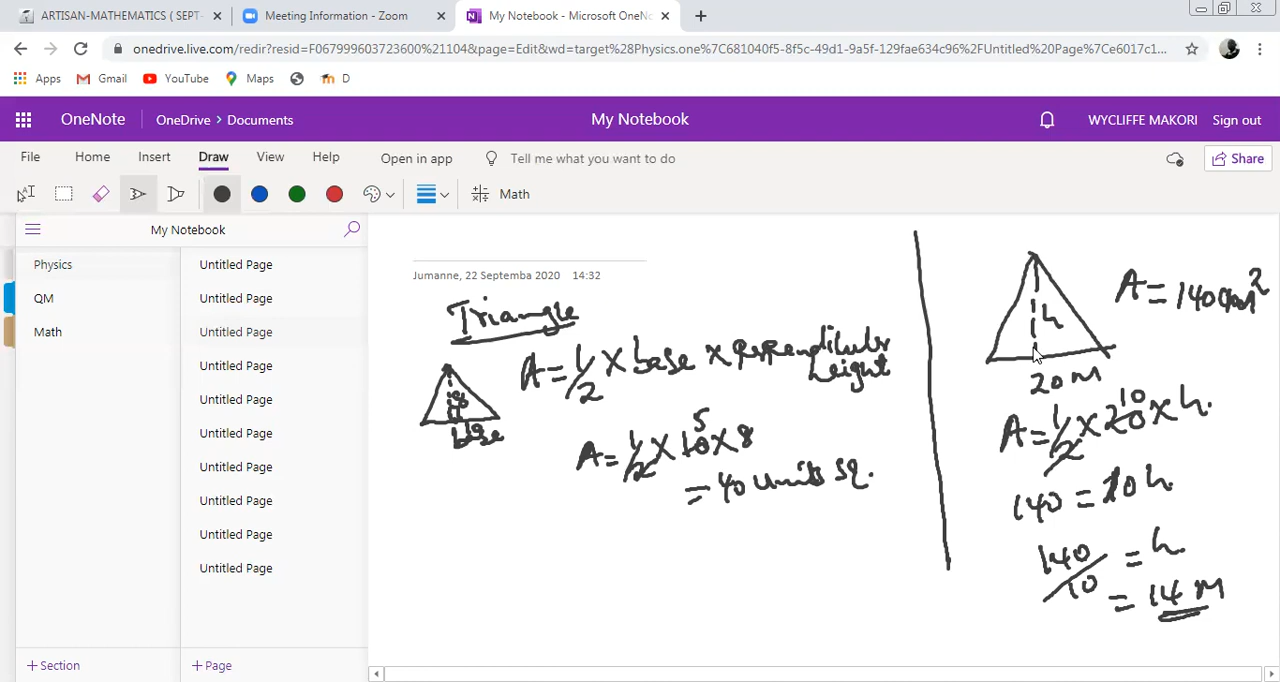 ARTISAN-MATHEMATICS ( SEPT -
Meeting Information - Zoom
My Notebook - Microsoft OneNo
onedrive.live.com/redir?resid=F067999603723600%21104&page=Edit&wd=target%28Physics.one%7C681040f5-8f5c-49d1-9a5f-129fae634c96%2FUntitled%20Page%7Ce6017c1...
Apps
Gmail
YouTube
Maps
D
OneNote
OneDrive > Documents
My Notebook
WYCLIFFE MAKORI
Sign out
File
Home
Insert
Draw
View
Help
Open in app
Tell me what you want to do
Share
Math
My Notebook
Physics
QM
Math
Untitled Page
Untitled Page
Untitled Page
Untitled Page
Untitled Page
Untitled Page
Untitled Page
Untitled Page
Untitled Page
Untitled Page
+ Section
+ Page
Jumanne, 22 Septemba 2020 14:32
Triangle
A = 1/2 × base × perpendicular
height
base
A = 1/2 × 10 × 8
5
= 40 units sq.
h
20 M
A = 1/2 × 20 × h
10
140 = 10h
140/10 = h
= 14 M